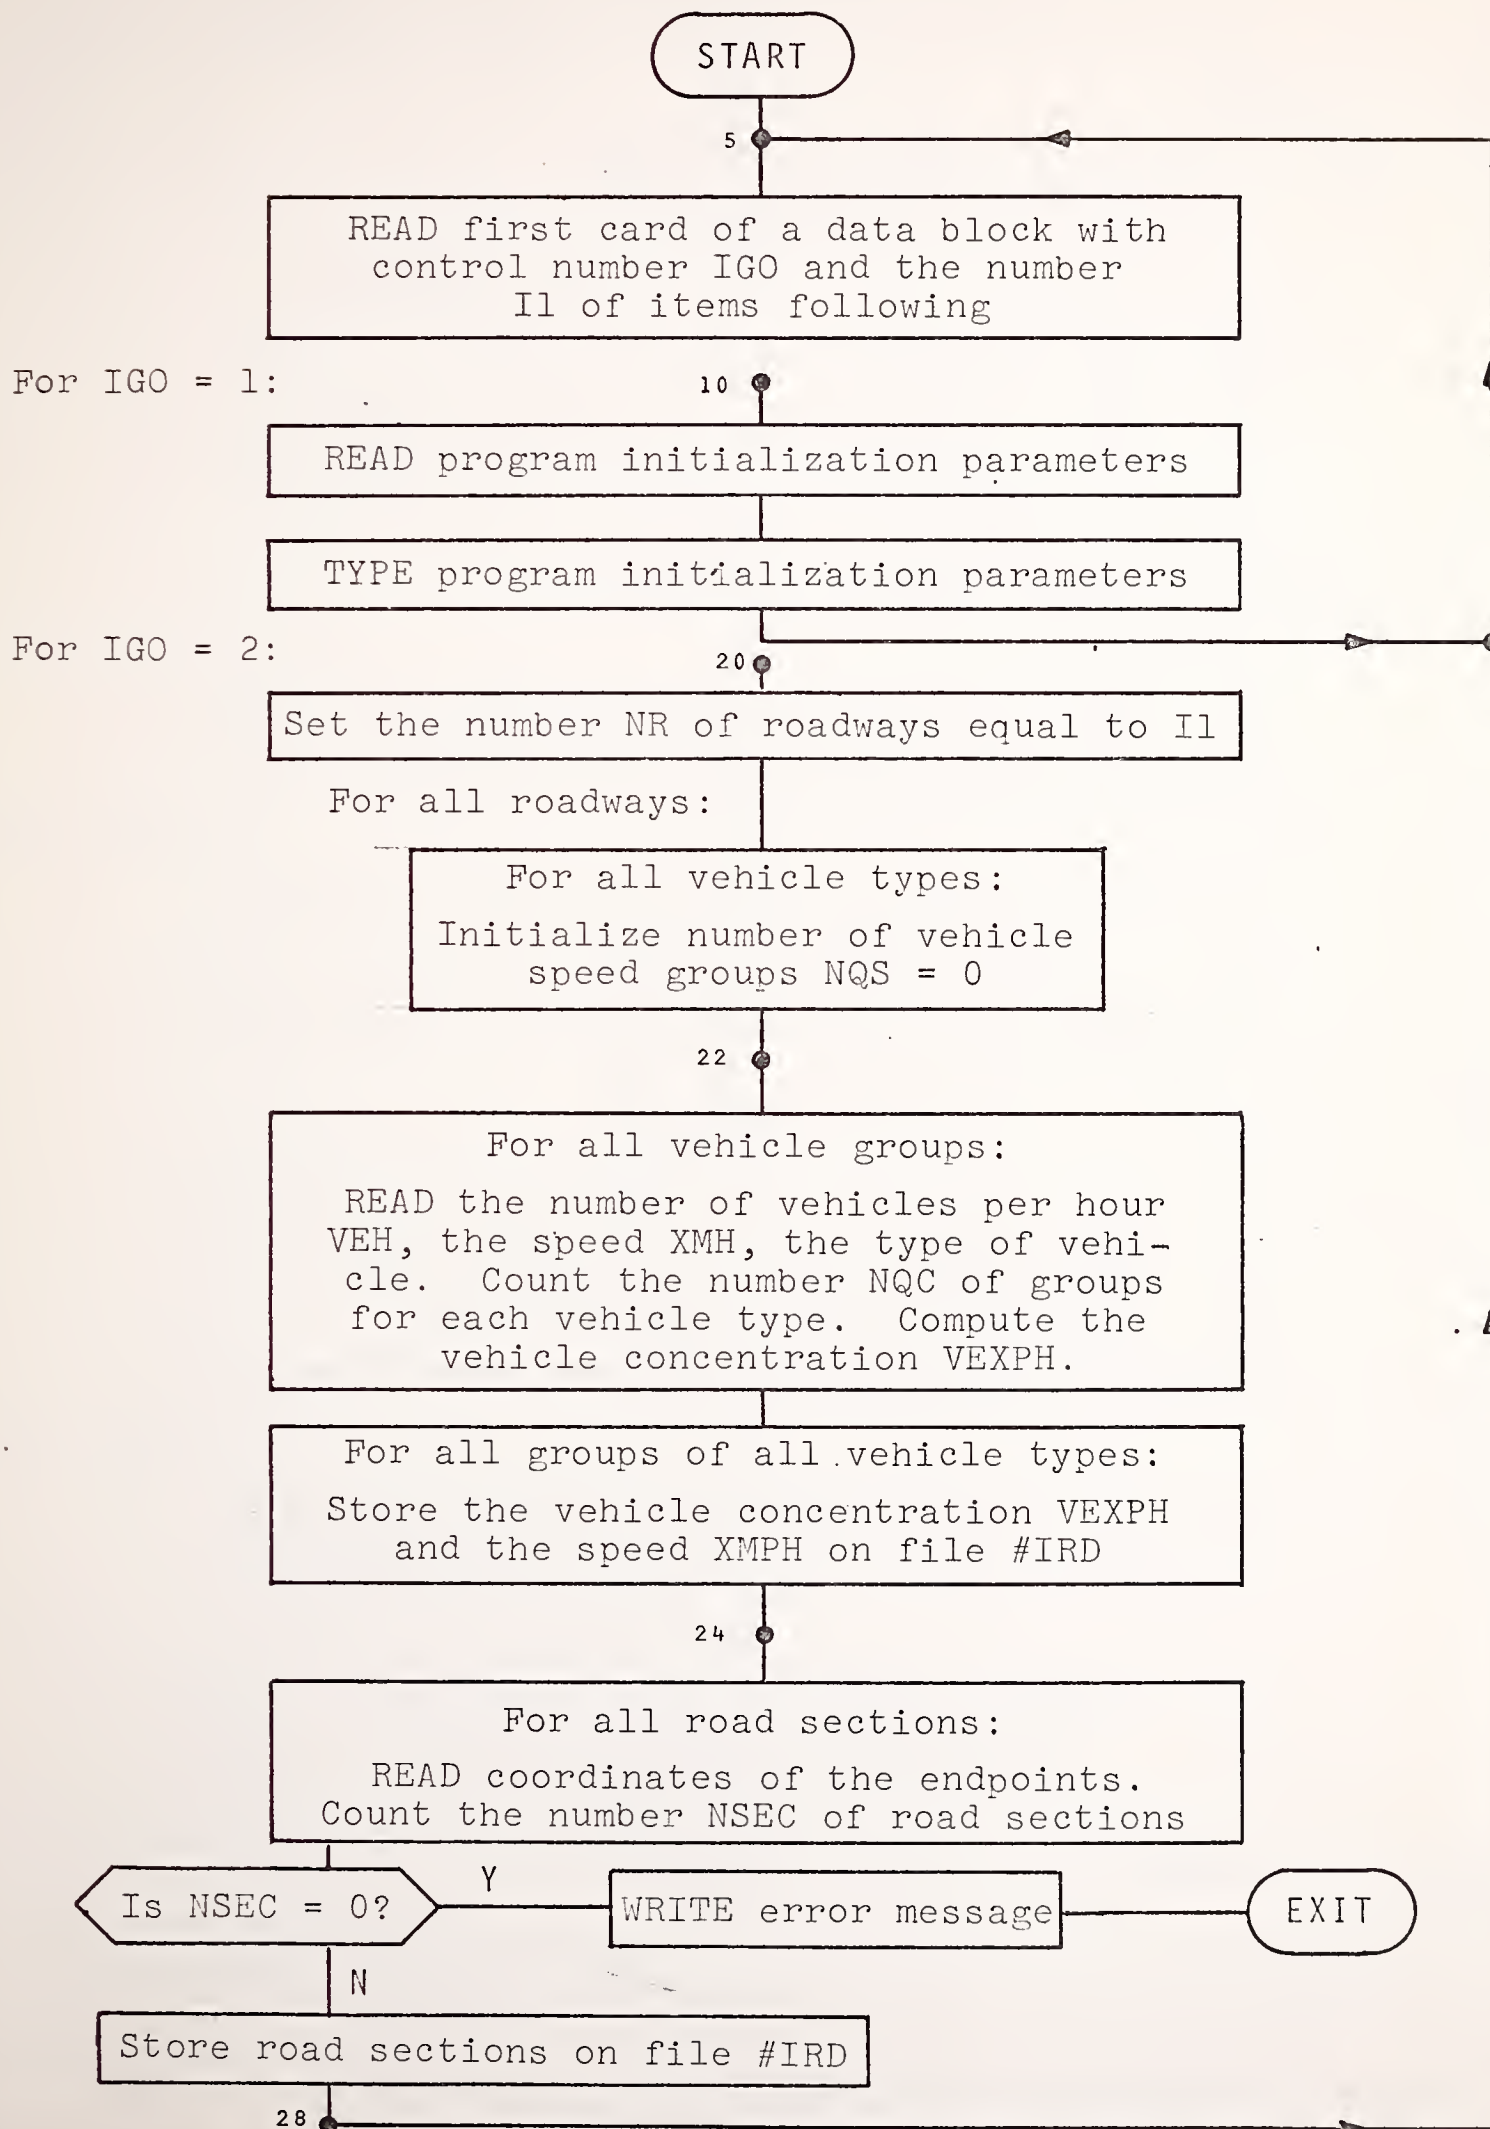 START
5
READ first card of a data block with
control number IGO and the number
I1 of items following
For IGO = 1:
10
READ program initialization parameters
TYPE program initialization parameters
For IGO = 2:
20
Set the number NR of roadways equal to I1
For all roadways:
For all vehicle types:
Initialize number of vehicle
speed groups NQS = 0
22
For all vehicle groups:
READ the number of vehicles per hour
VEH, the speed XMH, the type of vehi-
cle. Count the number NQC of groups
for each vehicle type. Compute the
vehicle concentration VEXPH.
For all groups of all vehicle types:
Store the vehicle concentration VEXPH
and the speed XMPH on file #IRD
24
For all road sections:
READ coordinates of the endpoints.
Count the number NSEC of road sections
Is NSEC = 0?
Y
WRITE error message
EXIT
N
Store road sections on file #IRD
28